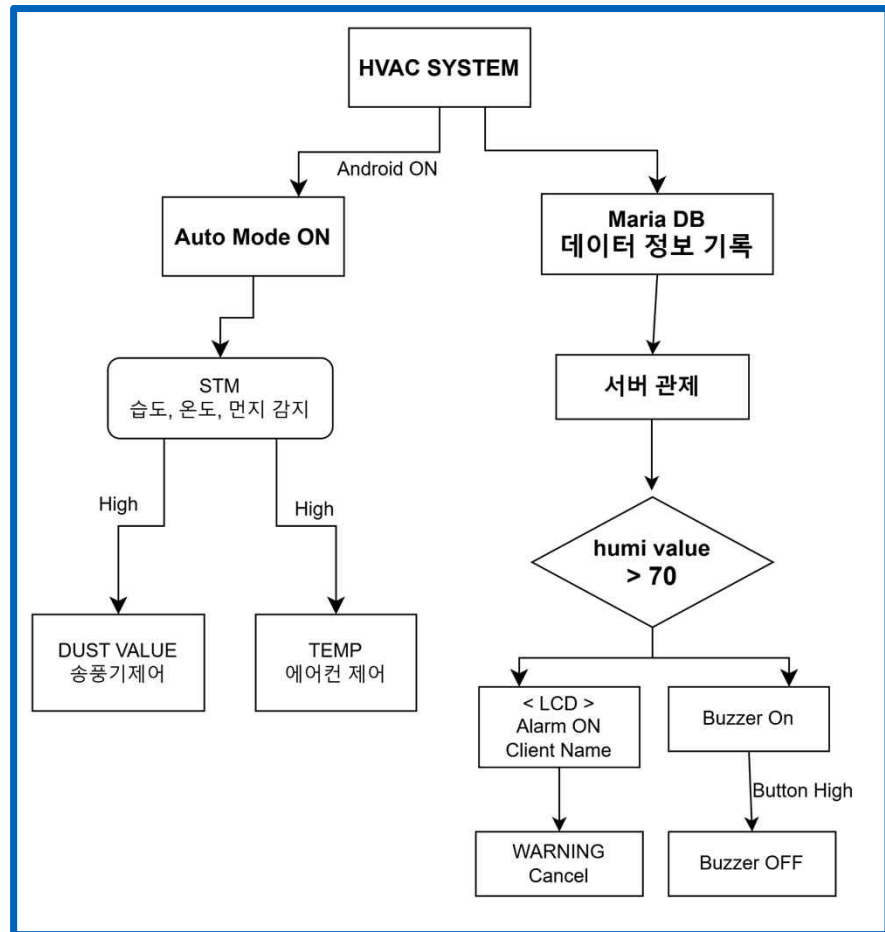 HVAC SYSTEM
Android ON
Auto Mode ON
Maria DB
데이터 정보 기록
STM
습도, 온도, 먼지 감지
서버 관제
High
High
humi value
> 70
DUST VALUE
송풍기제어
TEMP
에어컨 제어
< LCD >
Alarm ON
Client Name
Buzzer On
Button High
WARNING
Cancel
Buzzer OFF